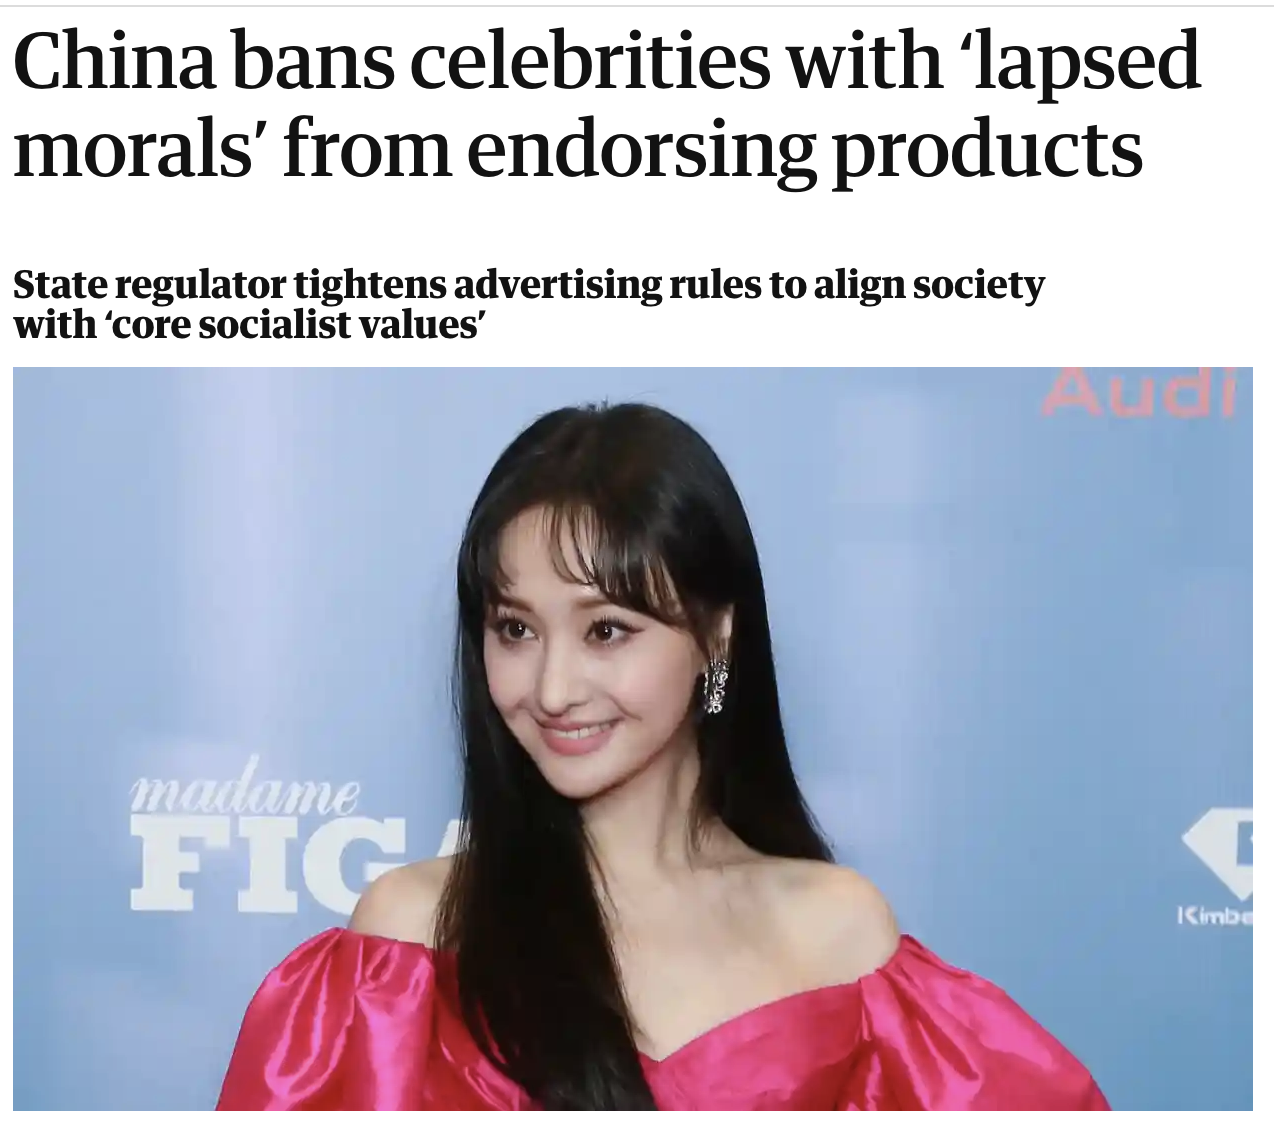 China bans celebrities with ‘lapsed
morals’ from endorsing products
State regulator tightens advertising rules to align society
with ‘core socialist values’
Audi
madame
FIG
Kimbe